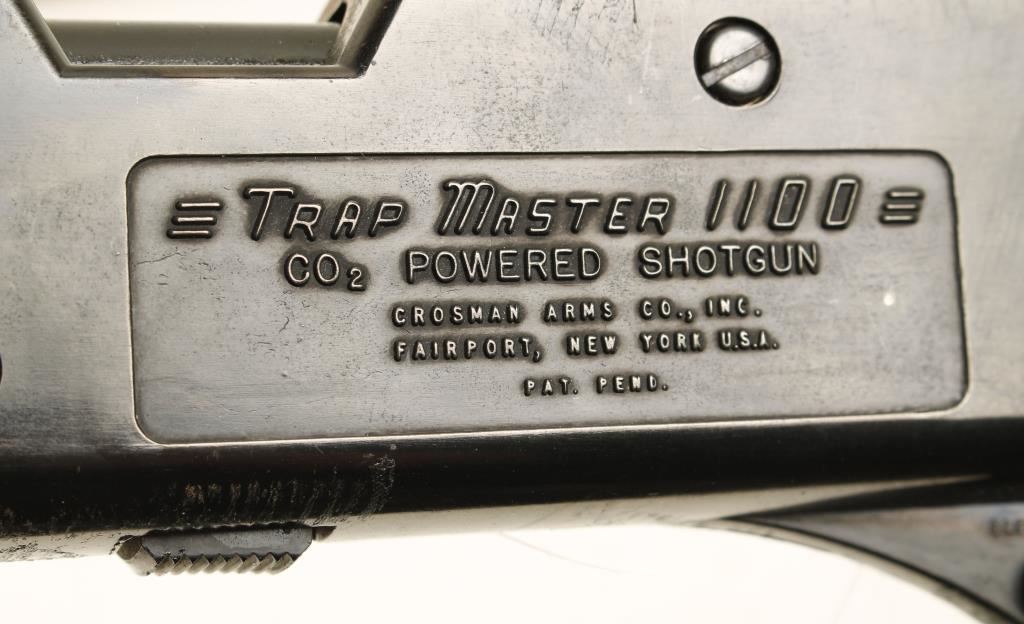 TRAP MASTER 1100
CO₂ POWERED SHOTGUN
CROSMAN ARMS CO., INC.
FAIRPORT, NEW YORK U.S.A.
PAT. PEND.